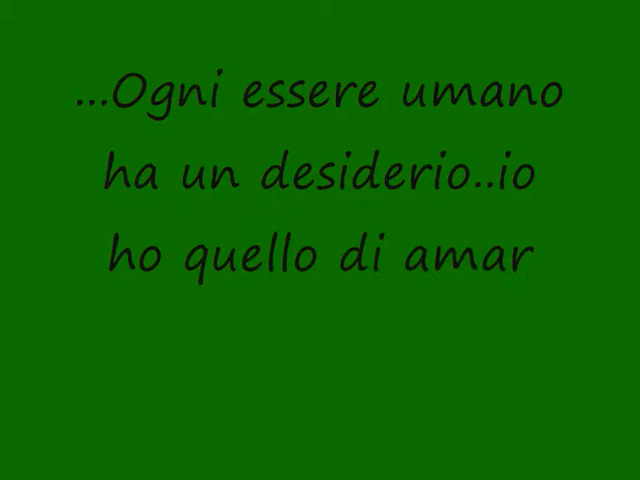 ...Ogni essere umano
ha un desiderio..io
ho quello di amar